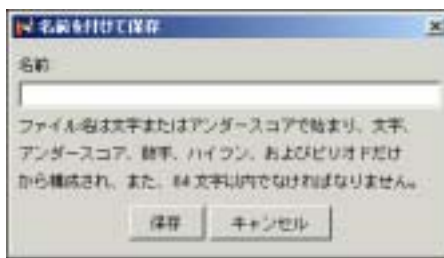 名前を付けて保存
名前
ファイル名は文字またはアンダースコアで始まり、文字、
アンダースコア、数字、ハイフン、およびピリオドだけ
から構成され、また、64 文字以内でなければなりません。
保存 キャンセル